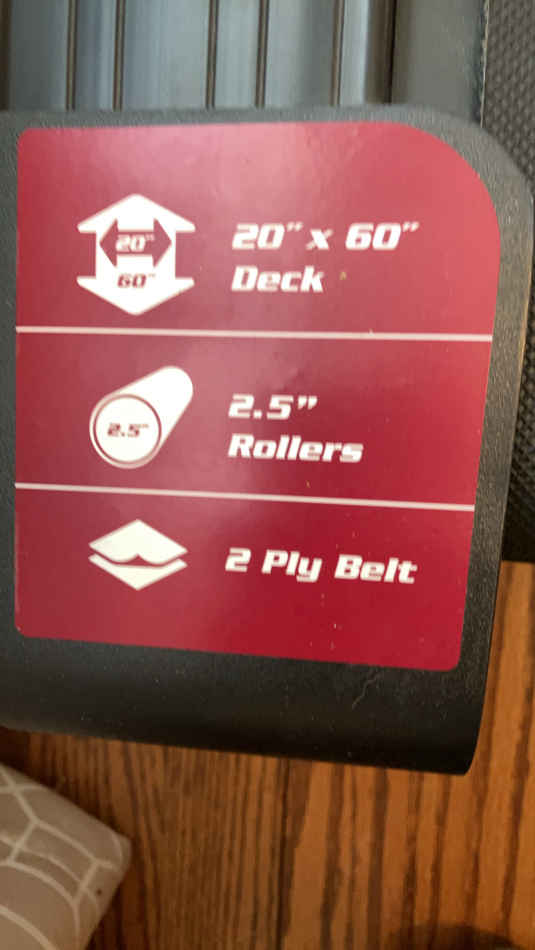 20"
60"
20" x 60"
Deck
2.5"
2.5"
Rollers
2 Ply Belt